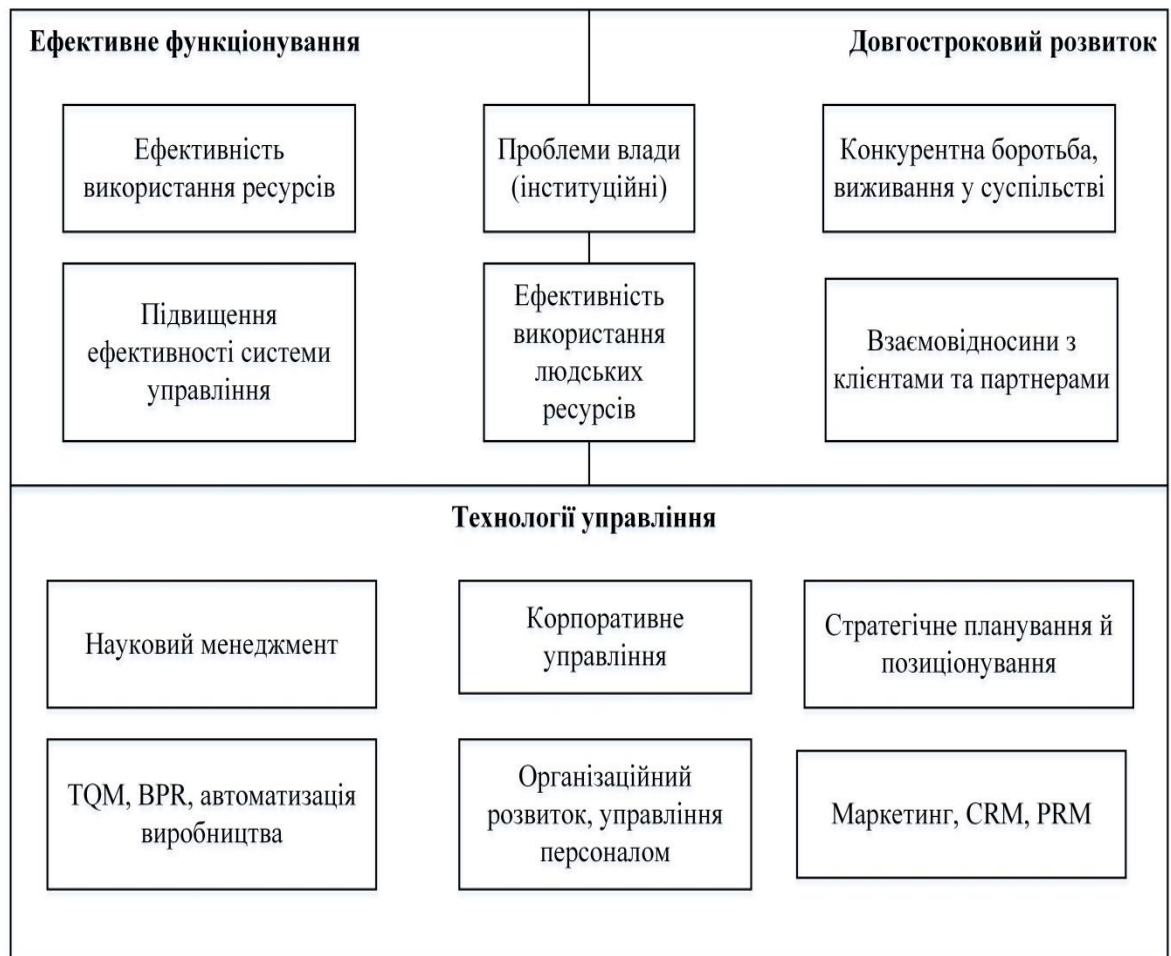 Ефективне функціонування
Довгостроковий розвиток
Ефективність
використання ресурсів
Проблеми влади
(інституційні)
Конкурентна боротьба,
виживання у суспільстві
Підвищення
ефективності системи
управління
Ефективність
використання
людських
ресурсів
Взаємовідносини з
клієнтами та партнерами
Технології управління
Науковий менеджмент
Корпоративне
управління
Стратегічне планування й
позиціонування
TQM, BPR, автоматизація
виробництва
Організаційний
розвиток, управління
персоналом
Маркетинг, CRM, PRM